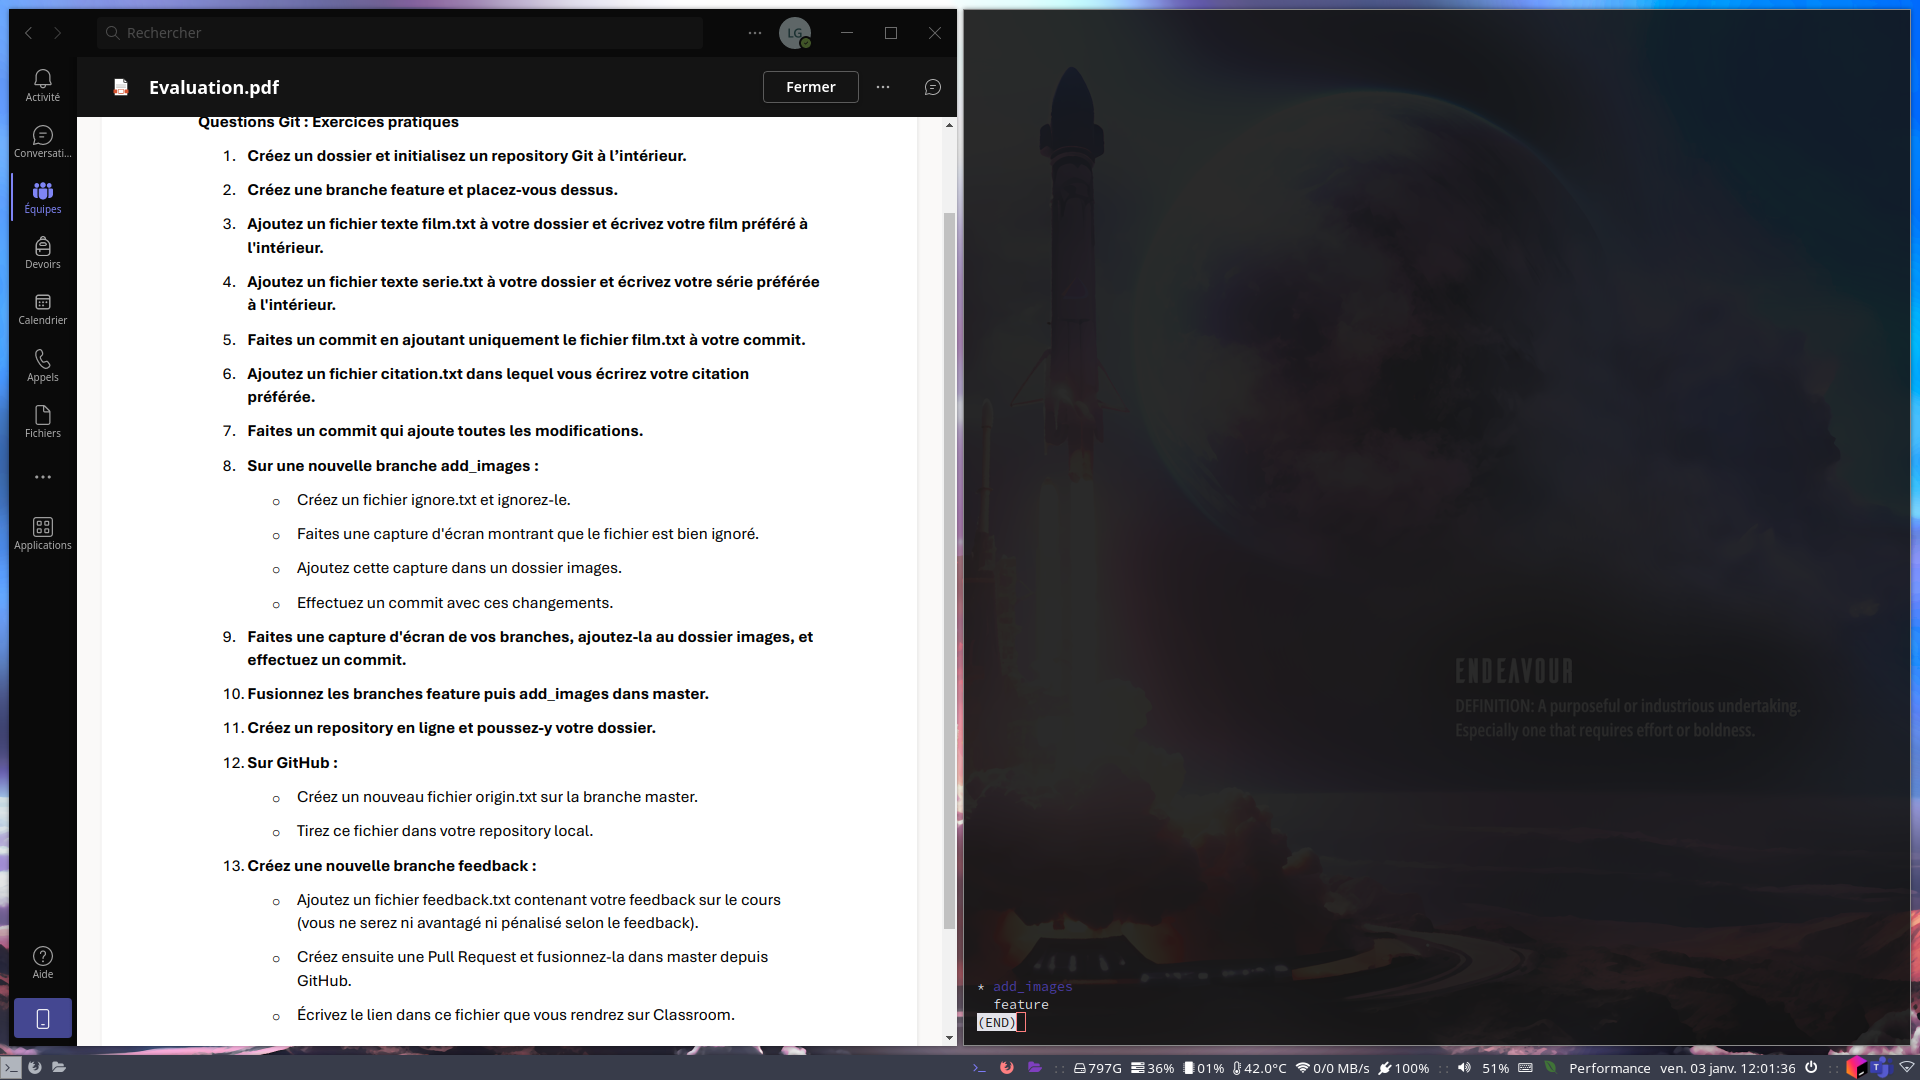 Rechercher
LG
Evaluation.pdf
Fermer
Activité
Conversati...
Équipes
Devoirs
Calendrier
Appels
Fichiers
Applications
Aide
Questions Git : Exercices pratiques
1. Créez un dossier et initialisez un repository Git à l'intérieur.
2. Créez une branche feature et placez-vous dessus.
3. Ajoutez un fichier texte film.txt à votre dossier et écrivez votre film préféré à
l'intérieur.
4. Ajoutez un fichier texte serie.txt à votre dossier et écrivez votre série préférée
à l'intérieur.
5. Faites un commit en ajoutant uniquement le fichier film.txt à votre commit.
6. Ajoutez un fichier citation.txt dans lequel vous écrirez votre citation
préférée.
7. Faites un commit qui ajoute toutes les modifications.
8. Sur une nouvelle branche add_images :
o Créez un fichier ignore.txt et ignorez-le.
o Faites une capture d'écran montrant que le fichier est bien ignoré.
o Ajoutez cette capture dans un dossier images.
o Effectuez un commit avec ces changements.
9. Faites une capture d'écran de vos branches, ajoutez-la au dossier images, et
effectuez un commit.
10. Fusionnez les branches feature puis add_images dans master.
11. Créez un repository en ligne et poussez-y votre dossier.
12. Sur GitHub :
o Créez un nouveau fichier origin.txt sur la branche master.
o Tirez ce fichier dans votre repository local.
13. Créez une nouvelle branche feedback :
o Ajoutez un fichier feedback.txt contenant votre feedback sur le cours
(vous ne serez ni avantagé ni pénalisé selon le feedback).
o Créez ensuite une Pull Request et fusionnez-la dans master depuis
GitHub.
o Écrivez le lien dans ce fichier que vous rendrez sur Classroom.
ENDEAVOUR
DEFINITION: A purposeful or industrious undertaking.
Especially one that requires effort or boldness.
* add_images
feature
(END)
797G 36% 01% 42.0°C 0/0 MB/s 100% 51% Performance ven. 03 janv. 12:01:36